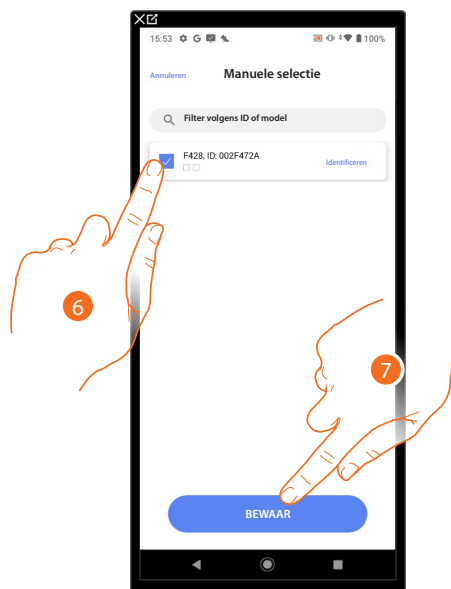 15:53 G 100%
Annuleren Manuele selectie
Filter volgens ID of model
F428, ID: 002F472A
Identificeren
6
7
BEWAAR